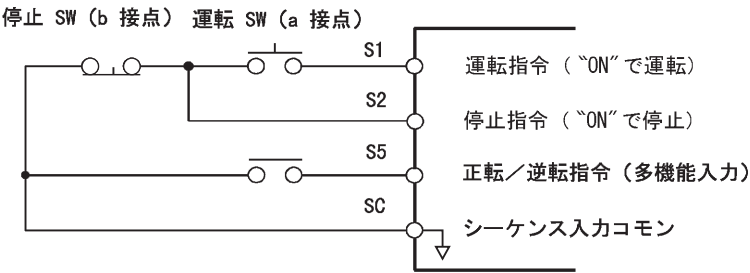 停止 SW（b 接点） 運転 SW（a 接点）
S1 運転指令（〝ON〞で運転）
S2 停止指令（〝ON〞で停止）
S5 正転／逆転指令（多機能入力）
SC シーケンス入力コモン